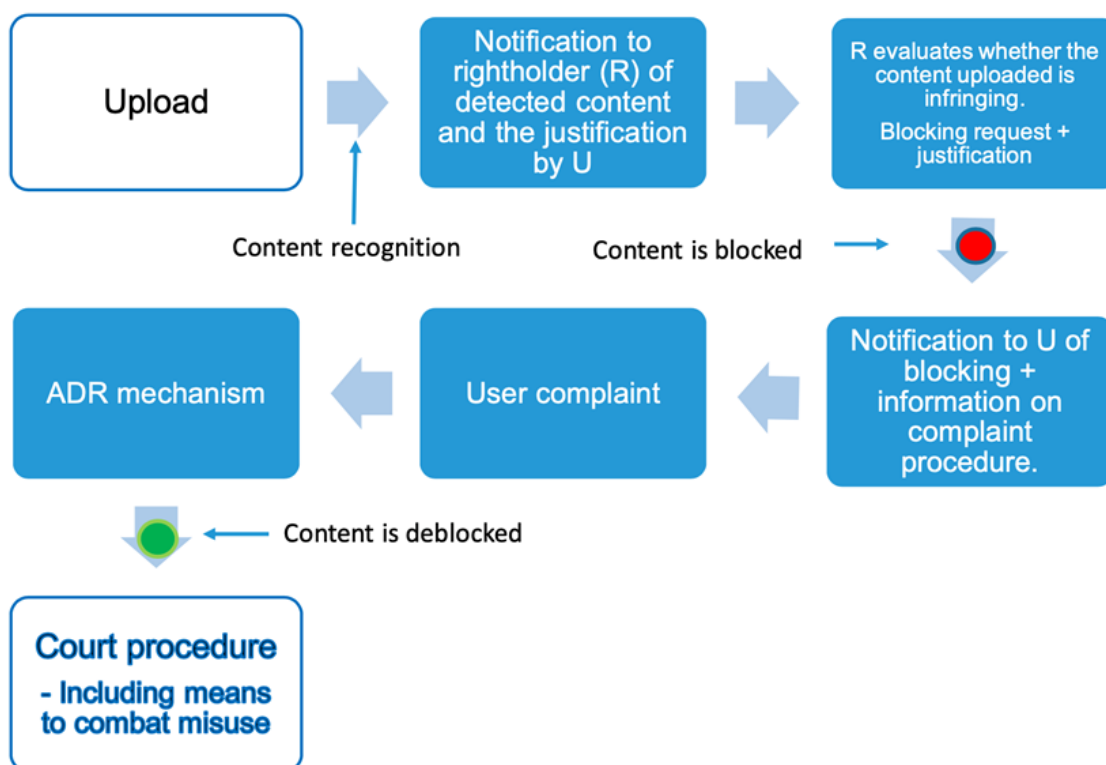 Upload
Notification to
rightholder (R) of
detected content
and the justification
by U
R evaluates whether the
content uploaded is
infringing.
Blocking request +
justification
Content recognition
Content is blocked
ADR mechanism
User complaint
Notification to U of
blocking +
information on
complaint
procedure.
Content is deblocked
Court procedure
- Including means
to combat misuse